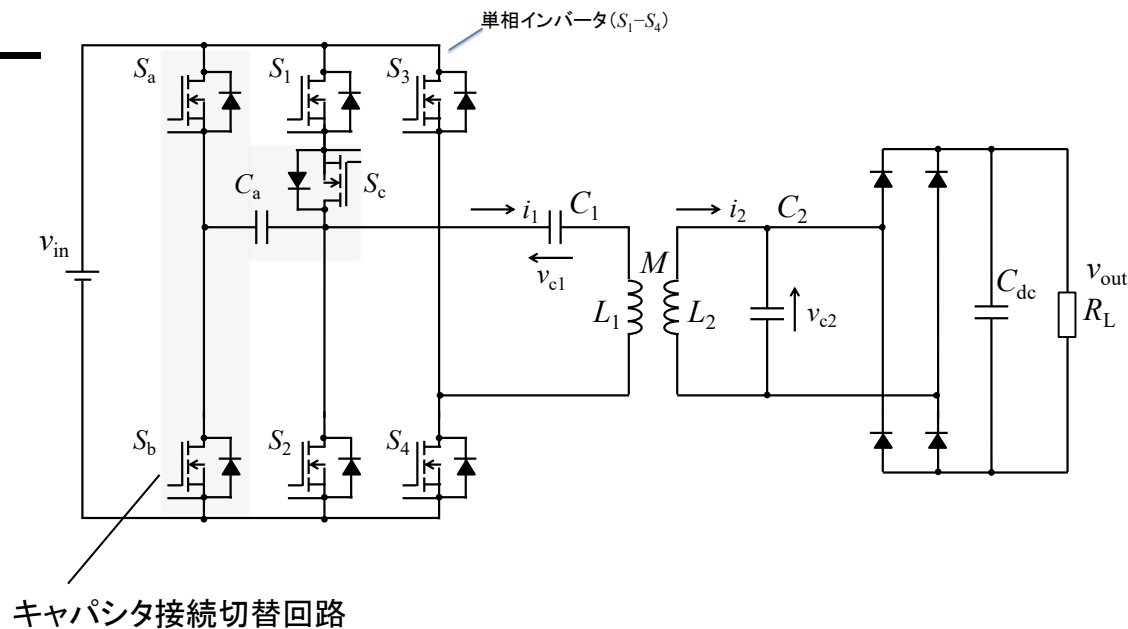 単相インバータ(S1−S4)
Sa
S1
S3
Ca
Sc
vin
i1
C1
vc1
M
L1
L2
i2
C2
vc2
Cdc
vout
RL
Sb
S2
S4
キャパシタ接続切替回路